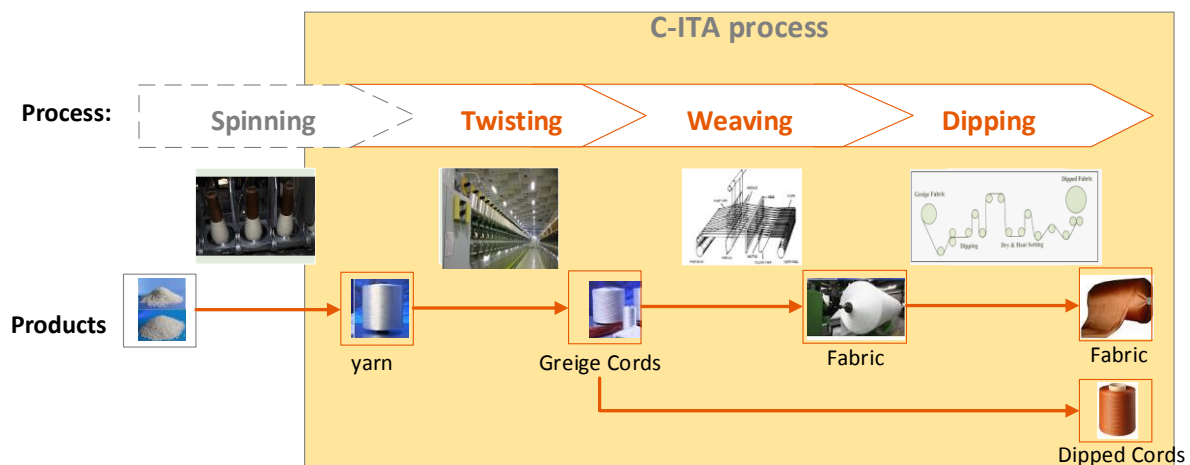 C-ITA process
Process:
Spinning
Twisting
Weaving
Dipping
Greige Fabric
Dipped Fabric
Dipping
Dry & Heat Setting
Products
yarn
Greige Cords
Fabric
Fabric
Dipped Cords